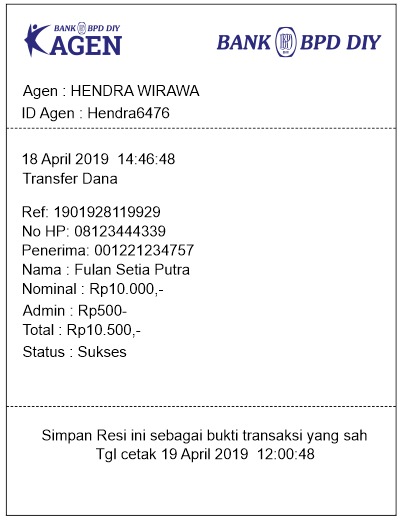 BANK BPD DIY
AGEN
BANK BPD DIY
Agen : HENDRA WIRAWA
ID Agen : Hendra6476
18 April 2019 14:46:48
Transfer Dana
Ref: 1901928119929
No HP: 08123444339
Penerima: 001221234757
Nama : Fulan Setia Putra
Nominal : Rp10.000,-
Admin : Rp500-
Total : Rp10.500,-
Status : Sukses
Simpan Resi ini sebagai bukti transaksi yang sah
Tgl cetak 19 April 2019 12:00:48